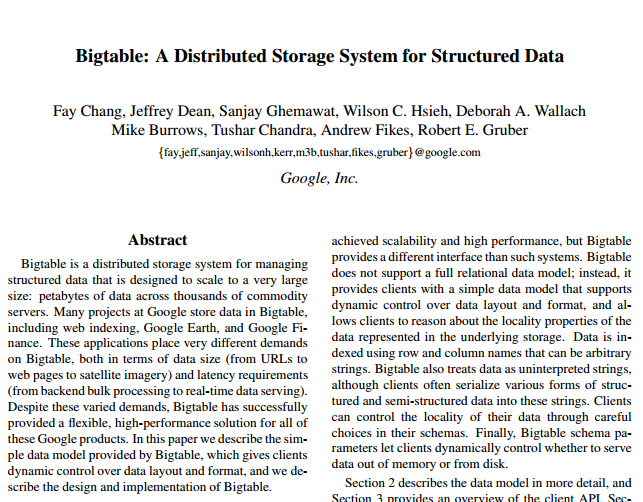 Bigtable: A Distributed Storage System for Structured Data
Fay Chang, Jeffrey Dean, Sanjay Ghemawat, Wilson C. Hsieh, Deborah A. Wallach
Mike Burrows, Tushar Chandra, Andrew Fikes, Robert E. Gruber
{fay,jeff,sanjay,wilsonh,kerr,m3b,tushar,fikes,gruber}@google.com
Google, Inc.
Abstract
Bigtable is a distributed storage system for managing
structured data that is designed to scale to a very large
size: petabytes of data across thousands of commodity
servers. Many projects at Google store data in Bigtable,
including web indexing, Google Earth, and Google Fi-
nance. These applications place very different demands
on Bigtable, both in terms of data size (from URLs to
web pages to satellite imagery) and latency requirements
(from backend bulk processing to real-time data serving).
Despite these varied demands, Bigtable has successfully
provided a flexible, high-performance solution for all of
these Google products. In this paper we describe the sim-
ple data model provided by Bigtable, which gives clients
dynamic control over data layout and format, and we de-
scribe the design and implementation of Bigtable.
achieved scalability and high performance, but Bigtable
provides a different interface than such systems. Bigtable
does not support a full relational data model; instead, it
provides clients with a simple data model that supports
dynamic control over data layout and format, and al-
lows clients to reason about the locality properties of the
data represented in the underlying storage. Data is in-
dexed using row and column names that can be arbitrary
strings. Bigtable also treats data as uninterpreted strings,
although clients often serialize various forms of struc-
tured and semi-structured data into these strings. Clients
can control the locality of their data through careful
choices in their schemas. Finally, Bigtable schema pa-
rameters let clients dynamically control whether to serve
data out of memory or from disk.
Section 2 describes the data model in more detail, and
Section 3 provides an overview of the client API. Sec-